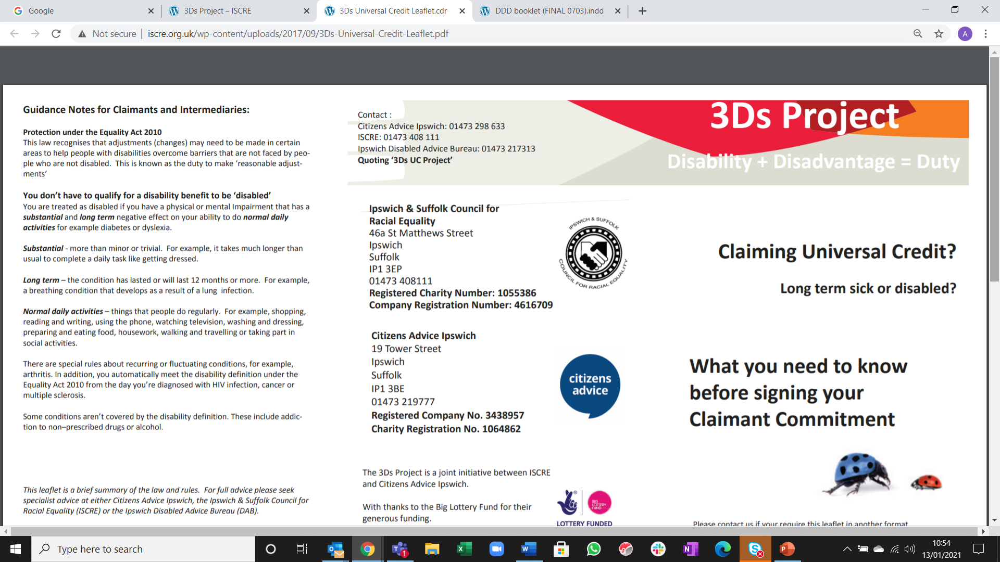 Google
3Ds Project – ISCRE
3Ds Universal Credit Leaflet.cdr
DDD booklet (FINAL 0703).indd
Not secure
iscre.org.uk/wp-content/uploads/2017/09/3Ds-Universal-Credit-Leaflet.pdf
A
Guidance Notes for Claimants and Intermediaries:
Protection under the Equality Act 2010
This law recognises that adjustments (changes) may need to be made in certain
areas to help people with disabilities overcome barriers that are not faced by peo-
ple who are not disabled. This is known as the duty to make ‘reasonable adjust-
ments’
You don’t have to qualify for a disability benefit to be ‘disabled’
You are treated as disabled if you have a physical or mental Impairment that has a
substantial and long term negative effect on your ability to do normal daily
activities for example diabetes or dyslexia.
Substantial - more than minor or trivial. For example, it takes much longer than
usual to complete a daily task like getting dressed.
Long term – the condition has lasted or will last 12 months or more. For example,
a breathing condition that develops as a result of a lung infection.
Normal daily activities – things that people do regularly. For example, shopping,
reading and writing, using the phone, watching television, washing and dressing,
preparing and eating food, housework, walking and travelling or taking part in
social activities.
There are special rules about recurring or fluctuating conditions, for example,
arthritis. In addition, you automatically meet the disability definition under the
Equality Act 2010 from the day you’re diagnosed with HIV infection, cancer or
multiple sclerosis.
Some conditions aren’t covered by the disability definition. These include addic-
tion to non–prescribed drugs or alcohol.
This leaflet is a brief summary of the law and rules. For full advice please seek
specialist advice at either Citizens Advice Ipswich, the Ipswich & Suffolk Council for
Racial Equality (ISCRE) or the Ipswich Disabled Advice Bureau (DAB).
Contact :
Citizens Advice Ipswich: 01473 298 633
ISCRE: 01473 408 111
Ipswich Disabled Advice Bureau: 01473 217313
Quoting ‘3Ds UC Project’
Ipswich & Suffolk Council for
Racial Equality
46a St Matthews Street
Ipswich
Suffolk
IP1 3EP
01473 408111
Registered Charity Number: 1055386
Company Registration Number: 4616709
IPSWICH & SUFFOLK
COUNCIL FOR RACIAL EQUALITY
Citizens Advice Ipswich
19 Tower Street
Ipswich
Suffolk
IP1 3BE
01473 219777
Registered Company No. 3438957
Charity Registration No. 1064862
citizens
advice
The 3Ds Project is a joint initiative between ISCRE
and Citizens Advice Ipswich.
With thanks to the Big Lottery Fund for their
generous funding.
BIG
LOTTERY
FUND
LOTTERY FUNDED
3Ds Project
Disability + Disadvantage = Duty
Claiming Universal Credit?
Long term sick or disabled?
What you need to know
before signing your
Claimant Commitment
Please contact us if your require this leaflet in another format
Type here to search
1
10:54
13/01/2021